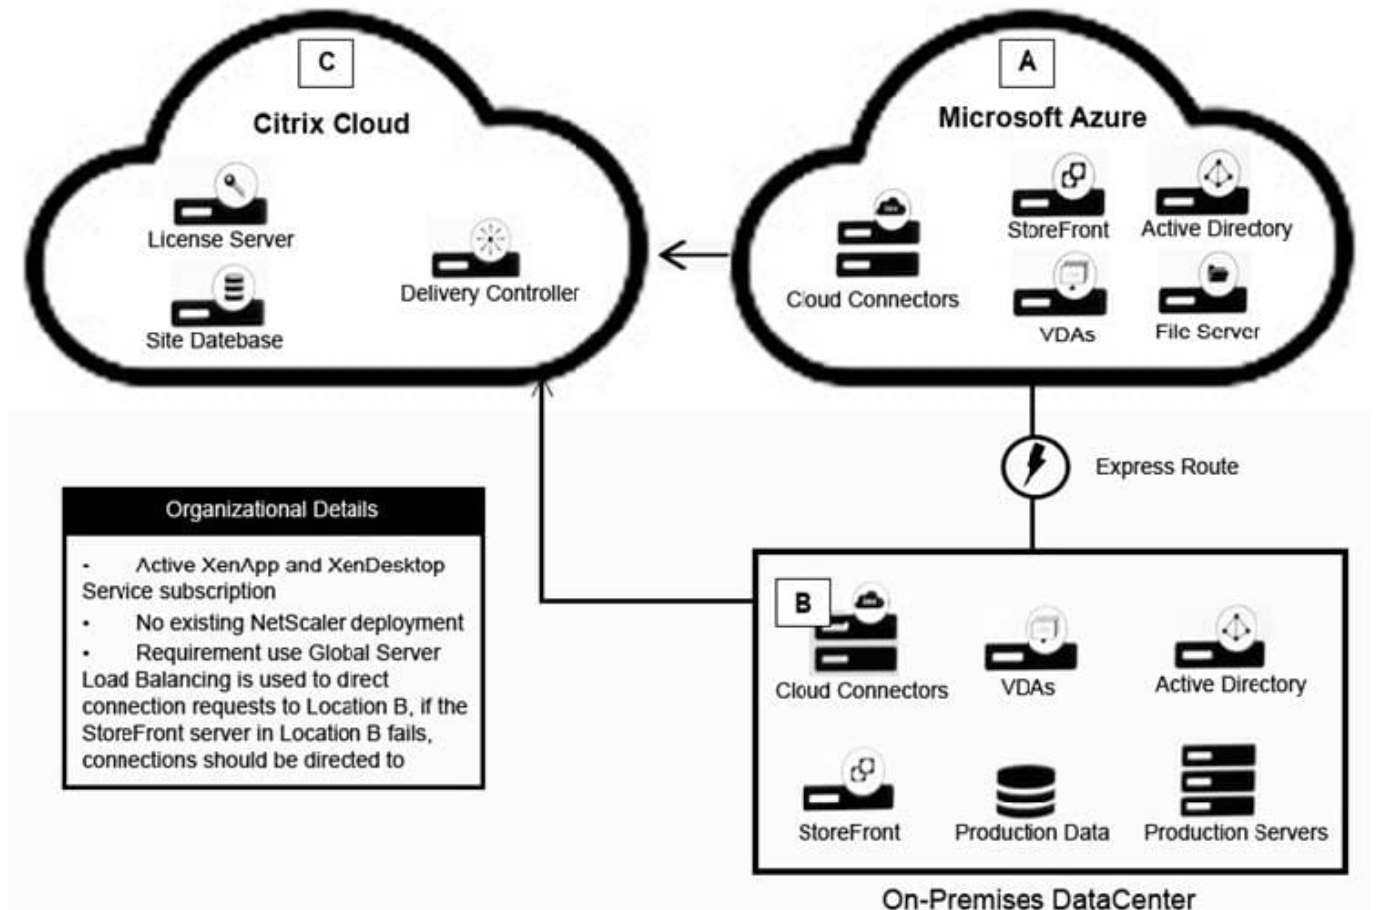 C
Citrix Cloud
License Server
Site Datebase
Delivery Controller
A
Microsoft Azure
Cloud Connectors
StoreFront
Active Directory
VDAs
File Server
Express Route
Organizational Details
- Active XenApp and XenDesktop
Service subscription
• No existing NetScaler deployment
• Requirement use Global Server
Load Balancing is used to direct
connection requests to Location B, if the
StoreFront server in Location B fails,
connections should be directed to
B
Cloud Connectors
VDAs
Active Directory
StoreFront
Production Data
Production Servers
On-Premises DataCenter